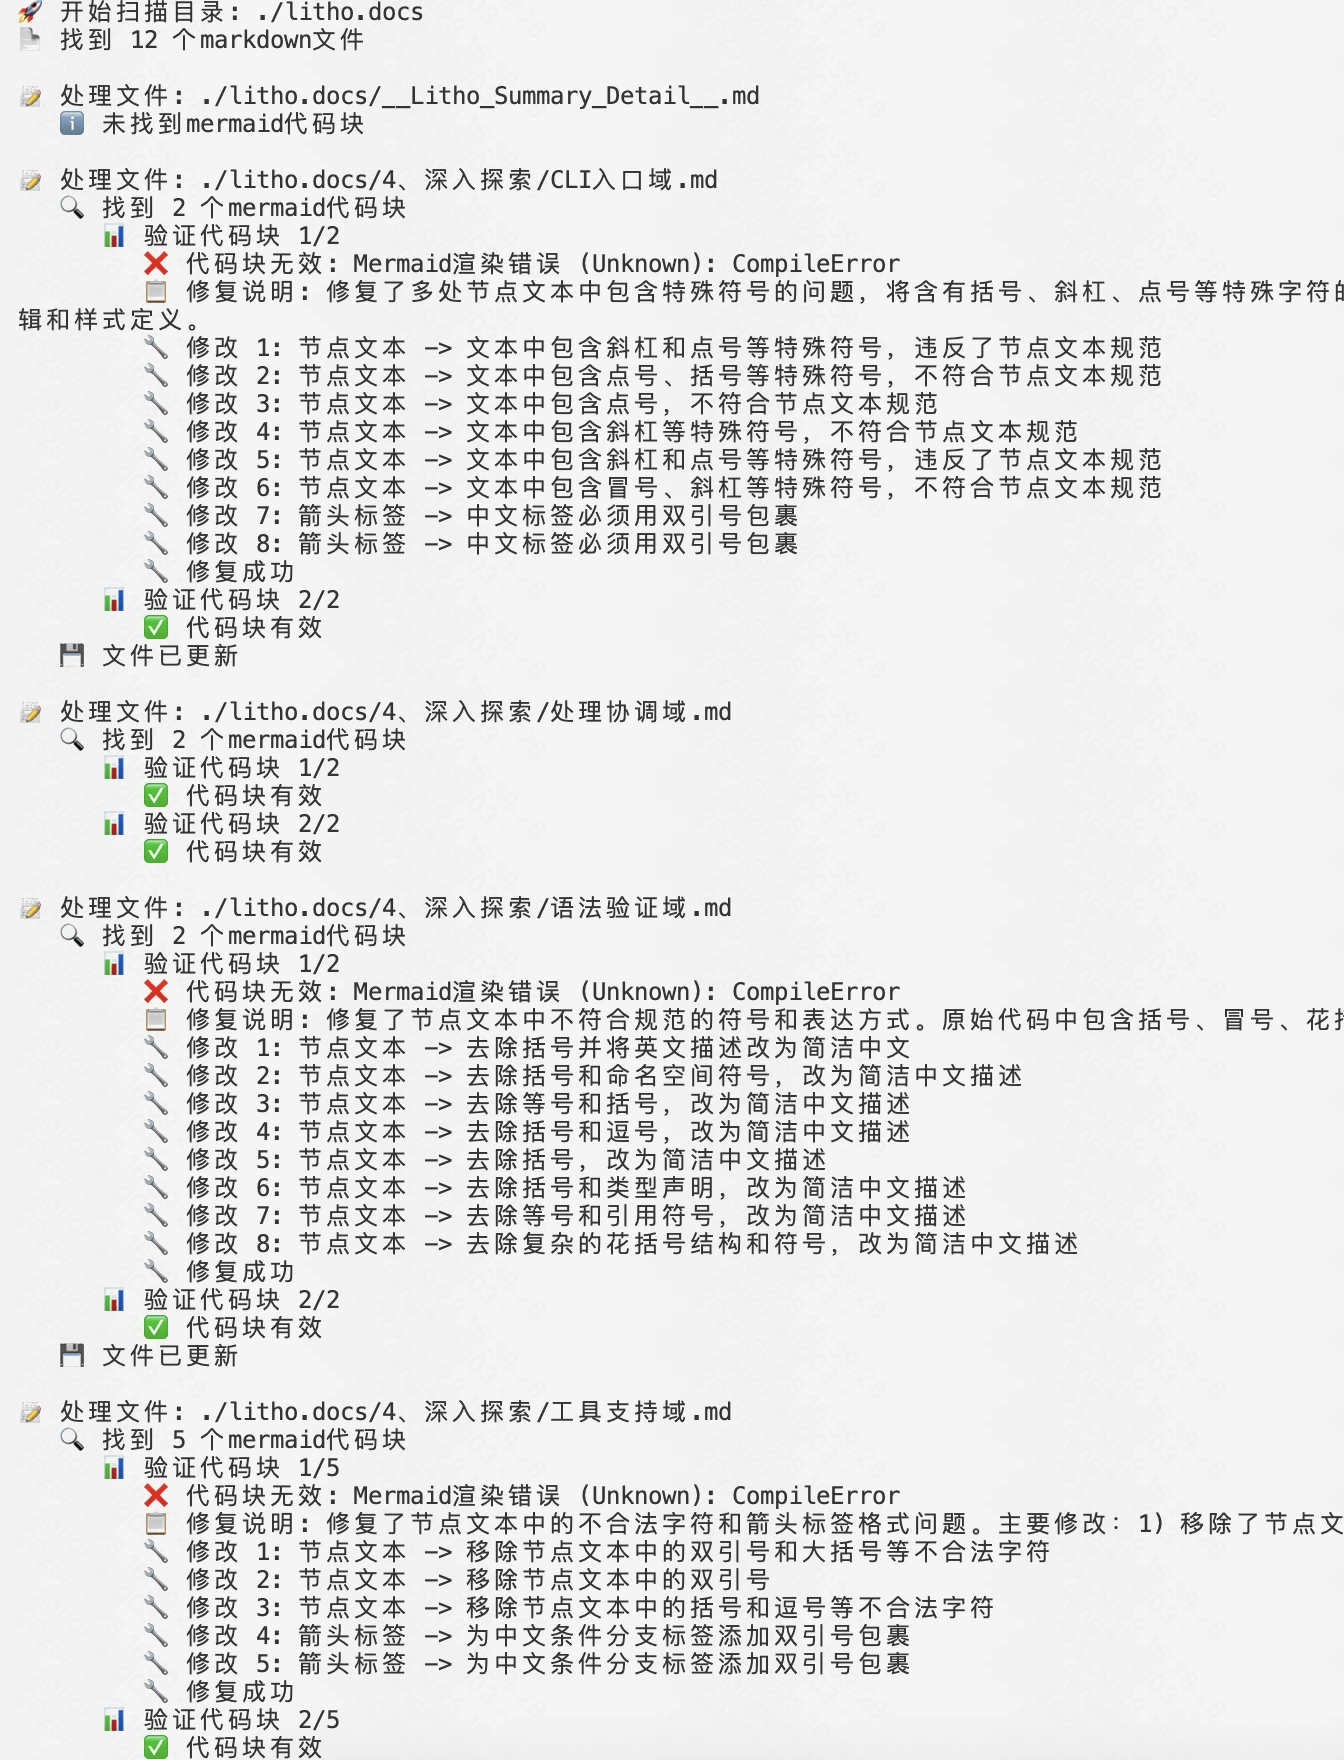 🚀 开始扫描目录: ./litho.docs
📄 找到 12 个markdown文件
📝 处理文件: ./litho.docs/__Litho_Summary_Detail__.md
ℹ️ 未找到mermaid代码块
📝 处理文件: ./litho.docs/4、深入探索/CLI入口域.md
🔍 找到 2 个mermaid代码块
📊 验证代码块 1/2
❌ 代码块无效: Mermaid渲染错误 (Unknown): CompileError
📋 修复说明: 修复了多处节点文本中包含特殊符号的问题，将含有括号、斜杠、点号等特殊字符的
辑和样式定义。
🔧 修改 1: 节点文本 -> 文本中包含斜杠和点号等特殊符号，违反了节点文本规范
🔧 修改 2: 节点文本 -> 文本中包含点号、括号等特殊符号，不符合节点文本规范
🔧 修改 3: 节点文本 -> 文本中包含点号，不符合节点文本规范
🔧 修改 4: 节点文本 -> 文本中包含斜杠等特殊符号，不符合节点文本规范
🔧 修改 5: 节点文本 -> 文本中包含斜杠和点号等特殊符号，违反了节点文本规范
🔧 修改 6: 节点文本 -> 文本中包含冒号、斜杠等特殊符号，不符合节点文本规范
🔧 修改 7: 箭头标签 -> 中文标签必须用双引号包裹
🔧 修改 8: 箭头标签 -> 中文标签必须用双引号包裹
🔧 修复成功
📊 验证代码块 2/2
✅ 代码块有效
💾 文件已更新
📝 处理文件: ./litho.docs/4、深入探索/处理协调域.md
🔍 找到 2 个mermaid代码块
📊 验证代码块 1/2
✅ 代码块有效
📊 验证代码块 2/2
✅ 代码块有效
📝 处理文件: ./litho.docs/4、深入探索/语法验证域.md
🔍 找到 2 个mermaid代码块
📊 验证代码块 1/2
❌ 代码块无效: Mermaid渲染错误 (Unknown): CompileError
📋 修复说明: 修复了节点文本中不符合规范的符号和表达方式。原始代码中包含括号、冒号、花括
🔧 修改 1: 节点文本 -> 去除括号并将英文描述改为简洁中文
🔧 修改 2: 节点文本 -> 去除括号和命名空间符号，改为简洁中文描述
🔧 修改 3: 节点文本 -> 去除等号和括号，改为简洁中文描述
🔧 修改 4: 节点文本 -> 去除括号和逗号，改为简洁中文描述
🔧 修改 5: 节点文本 -> 去除括号，改为简洁中文描述
🔧 修改 6: 节点文本 -> 去除括号和类型声明，改为简洁中文描述
🔧 修改 7: 节点文本 -> 去除等号和引用符号，改为简洁中文描述
🔧 修改 8: 节点文本 -> 去除复杂的花括号结构和符号，改为简洁中文描述
🔧 修复成功
📊 验证代码块 2/2
✅ 代码块有效
💾 文件已更新
📝 处理文件: ./litho.docs/4、深入探索/工具支持域.md
🔍 找到 5 个mermaid代码块
📊 验证代码块 1/5
❌ 代码块无效: Mermaid渲染错误 (Unknown): CompileError
📋 修复说明: 修复了节点文本中的不合法字符和箭头标签格式问题。主要修改：1) 移除了节点文
🔧 修改 1: 节点文本 -> 移除节点文本中的双引号和大括号等不合法字符
🔧 修改 2: 节点文本 -> 移除节点文本中的双引号
🔧 修改 3: 节点文本 -> 移除节点文本中的括号和逗号等不合法字符
🔧 修改 4: 箭头标签 -> 为中文条件分支标签添加双引号包裹
🔧 修改 5: 箭头标签 -> 为中文条件分支标签添加双引号包裹
🔧 修复成功
📊 验证代码块 2/5
✅ 代码块有效